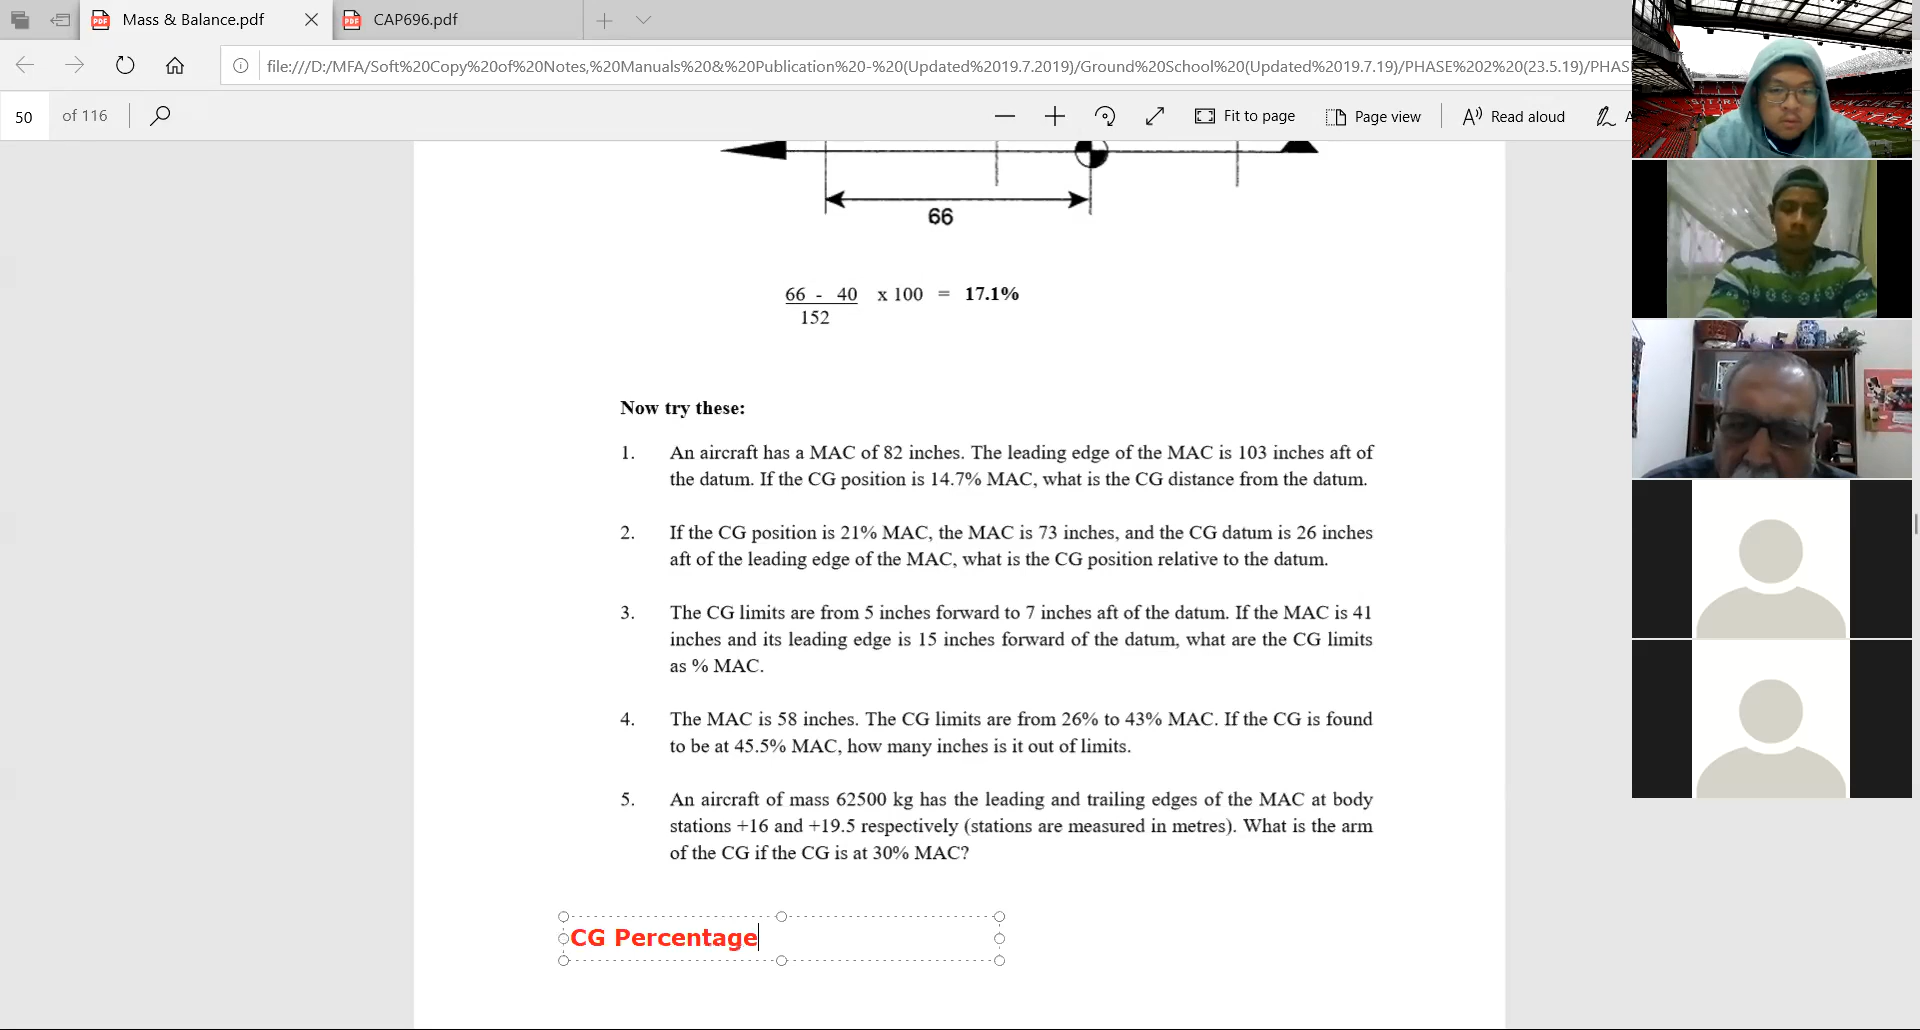 Mass & Balance.pdf
CAP696.pdf
file:///D:/MFA/Soft%20Copy%20of%20Notes,%20Manuals%20&%20Publication%20-%20(Updated%2019.7.2019)/Ground%20School%20(Updated%2019.7.19)/PHASE%202%20(23.5.19)/PHAS
50 of 116
Fit to page
Page view
Read aloud
66
66 - 40 x 100 = 17.1%
152
Now try these:
1. An aircraft has a MAC of 82 inches. The leading edge of the MAC is 103 inches aft of
the datum. If the CG position is 14.7% MAC, what is the CG distance from the datum.
2. If the CG position is 21% MAC, the MAC is 73 inches, and the CG datum is 26 inches
aft of the leading edge of the MAC, what is the CG position relative to the datum.
3. The CG limits are from 5 inches forward to 7 inches aft of the datum. If the MAC is 41
inches and its leading edge is 15 inches forward of the datum, what are the CG limits
as % MAC.
4. The MAC is 58 inches. The CG limits are from 26% to 43% MAC. If the CG is found
to be at 45.5% MAC, how many inches is it out of limits.
5. An aircraft of mass 62500 kg has the leading and trailing edges of the MAC at body
stations +16 and +19.5 respectively (stations are measured in metres). What is the arm
of the CG if the CG is at 30% MAC?
CG Percentage